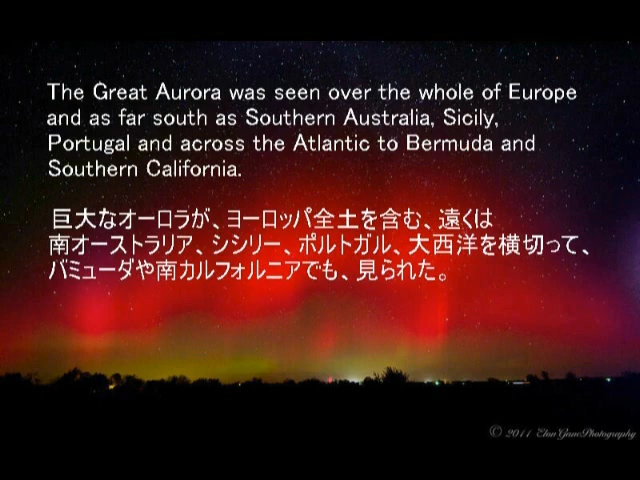 The Great Aurora was seen over the whole of Europe
and as far south as Southern Australia, Sicily,
Portugal and across the Atlantic to Bermuda and
Southern California.
巨大なオーロラが、ヨーロッパ全土を含む、遠くは
南オーストラリア、シシリー、ポルトガル、大西洋を横切って、
バミューダや南カルフォルニアでも、見られた。
© 2011